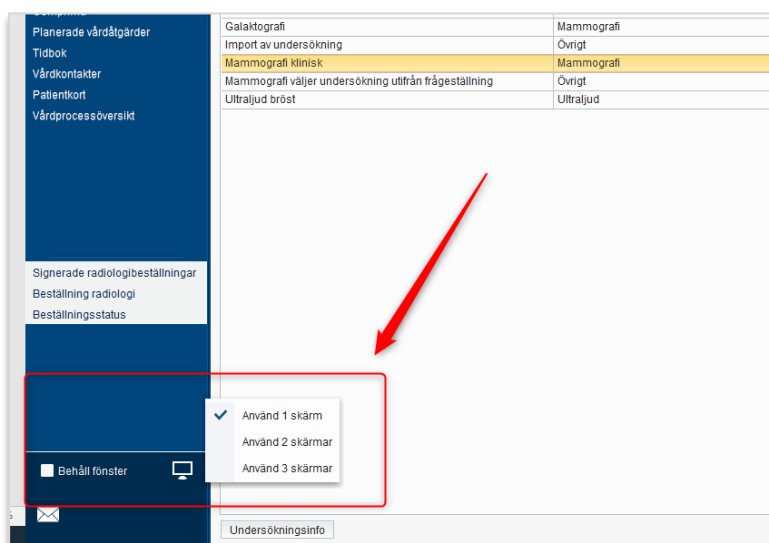 Planerade vårdåtgärder
Tidbok
Vårdkontakter
Patientkort
Vårdprocessöversikt
Galaktografi Mammografi
Import av undersökning Övrigt
Mammografi klinisk Mammografi
Mammografi väljer undersökning utifrån frågeställning Övrigt
Ultraljud bröst Ultraljud
Signerade radiologibeställningar
Beställning radiologi
Beställningsstatus
Använd 1 skärm
Använd 2 skärmar
Använd 3 skärmar
Behåll fönster
Undersökningsinfo